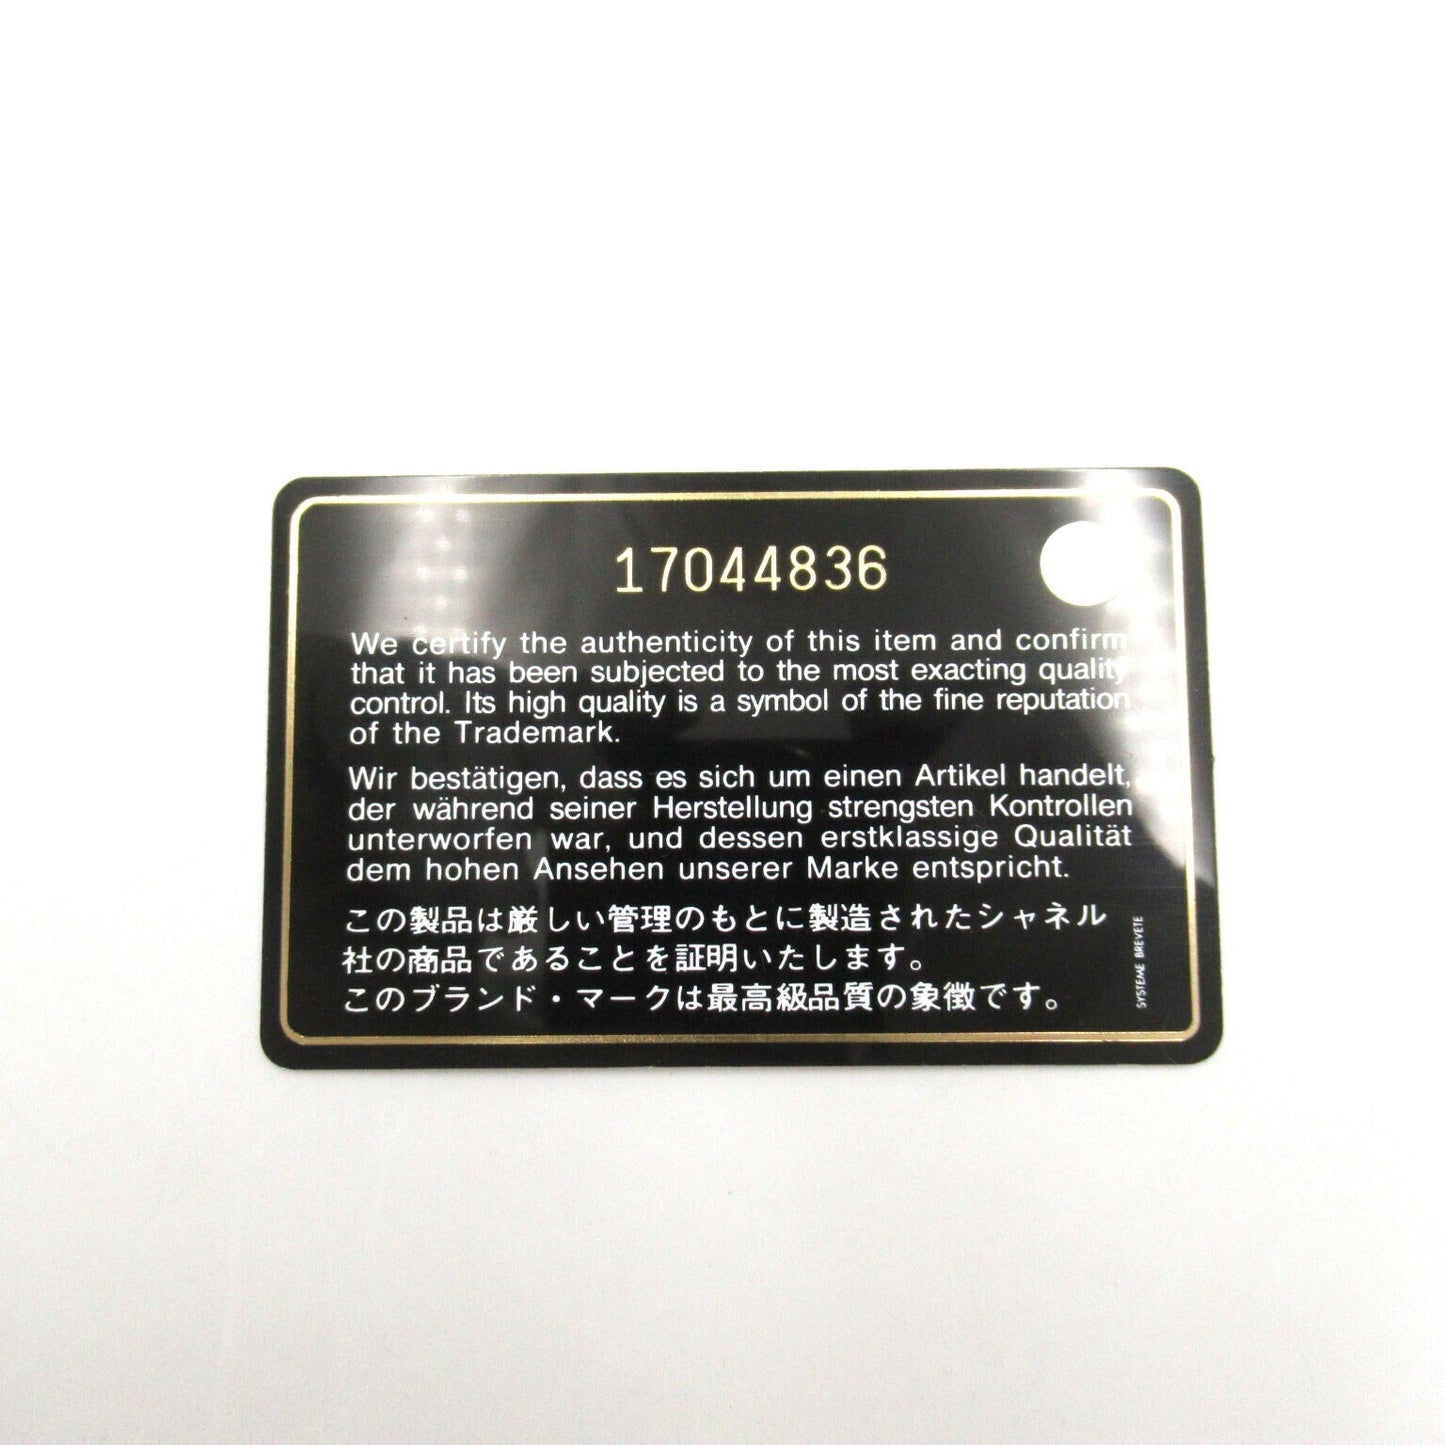 17044836
We certify the authenticity of this item and confirm
that it has been subjected to the most exacting quality
control. Its high quality is a symbol of the fine reputation
of the Trademark.
Wir bestätigen, dass es sich um einen Artikel handelt,
der während seiner Herstellung strengsten Kontrollen
unterworfen war, und dessen erstklassige Qualität
dem hohen Ansehen unserer Marke entspricht.
この製品は厳しい管理のもとに製造されたシャネル
社の商品であることを証明いたします。
このブランド・マークは最高級品質の象徴です。
SYSTEME BREVETE